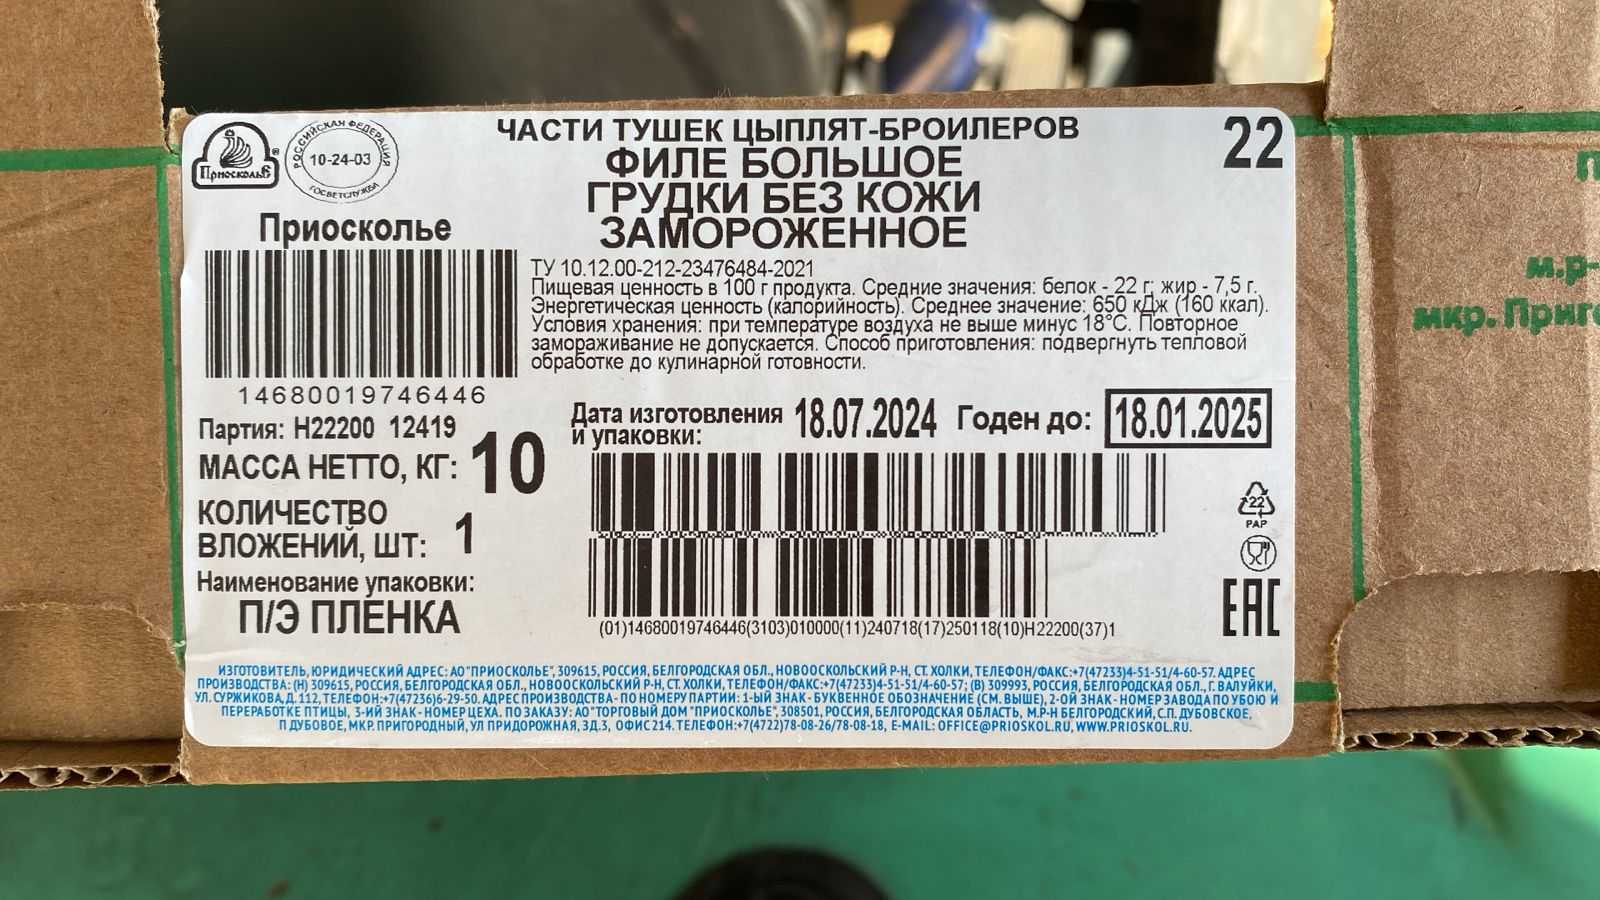 ЧАСТИ ТУШЕК ЦЫПЛЯТ-БРОИЛЕРОВ
ФИЛЕ БОЛЬШОЕ
ГРУДКИ БЕЗ КОЖИ
ЗАМОРОЖЕННОЕ
22
Приосколье®
РОССИЙСКАЯ ФЕДЕРАЦИЯ
10-24-03
ГОСВЕТСЛУЖБА
Приосколье
14680019746446
ТУ 10.12.00-212-23476484-2021
Пищевая ценность в 100 г продукта. Средние значения: белок - 22 г; жир - 7,5 г.
Энергетическая ценность (калорийность). Среднее значение: 650 кДж (160 ккал).
Условия хранения: при температуре воздуха не выше минус 18°С. Повторное
замораживание не допускается. Способ приготовления: подвергнуть тепловой
обработке до кулинарной готовности.
Партия: Н22200 12419
МАССА НЕТТО, КГ: 10
КОЛИЧЕСТВО
ВЛОЖЕНИЙ, ШТ: 1
Наименование упаковки:
П/Э ПЛЕНКА
Дата изготовления
и упаковки: 18.07.2024 Годен до: 18.01.2025
(01)14680019746446(3103)010000(11)240718(17)250118(10)Н22200(37)1
22
PAP
EAC
ИЗГОТОВИТЕЛЬ, ЮРИДИЧЕСКИЙ АДРЕС: АО"ПРИОСКОЛЬЕ", 309615, РОССИЯ, БЕЛГОРОДСКАЯ ОБЛ., НОВООСКОЛЬСКИЙ Р-Н, СТ. ХОЛКИ, ТЕЛЕФОН/ФАКС:+7(47233)4-51-51/4-60-57. АДРЕС
ПРОИЗВОДСТВА: (Н) 309615, РОССИЯ, БЕЛГОРОДСКАЯ ОБЛ., НОВООСКОЛЬСКИЙ Р-Н, СТ. ХОЛКИ, ТЕЛЕФОН/ФАКС:+7(47233)4-51-51/4-60-57; (В) 309993, РОССИЯ, БЕЛГОРОДСКАЯ ОБЛ., Г. ВАЛУЙКИ,
УЛ. СУРЖИКОВА, Д. 112, ТЕЛЕФОН:+7(47236)6-29-50. АДРЕС ПРОИЗВОДСТВА - ПО НОМЕРУ ПАРТИИ: 1-ЫЙ ЗНАК - БУКВЕННОЕ ОБОЗНАЧЕНИЕ (СМ. ВЫШЕ), 2-ОЙ ЗНАК - НОМЕР ЗАВОДА ПО УБОЮ И
ПЕРЕРАБОТКЕ ПТИЦЫ, 3-ИЙ ЗНАК - НОМЕР ЦЕХА. ПО ЗАКАЗУ: АО "ТОРГОВЫЙ ДОМ "ПРИОСКОЛЬЕ", 308501, РОССИЯ, БЕЛГОРОДСКАЯ ОБЛАСТЬ, М.Р-Н БЕЛГОРОДСКИЙ, С.П. ДУБОВСКОЕ,
П ДУБОВОЕ, МКР. ПРИГОРОДНЫЙ, УЛ ПРИДОРОЖНАЯ, ЗД. 3, ОФИС 214. ТЕЛЕФОН:+7(4722)78-08-26/78-08-18, E-MAIL: OFFICE@PRIOSKOL.RU, WWW.PRIOSKOL.RU.
м.р-
мкр. Приго